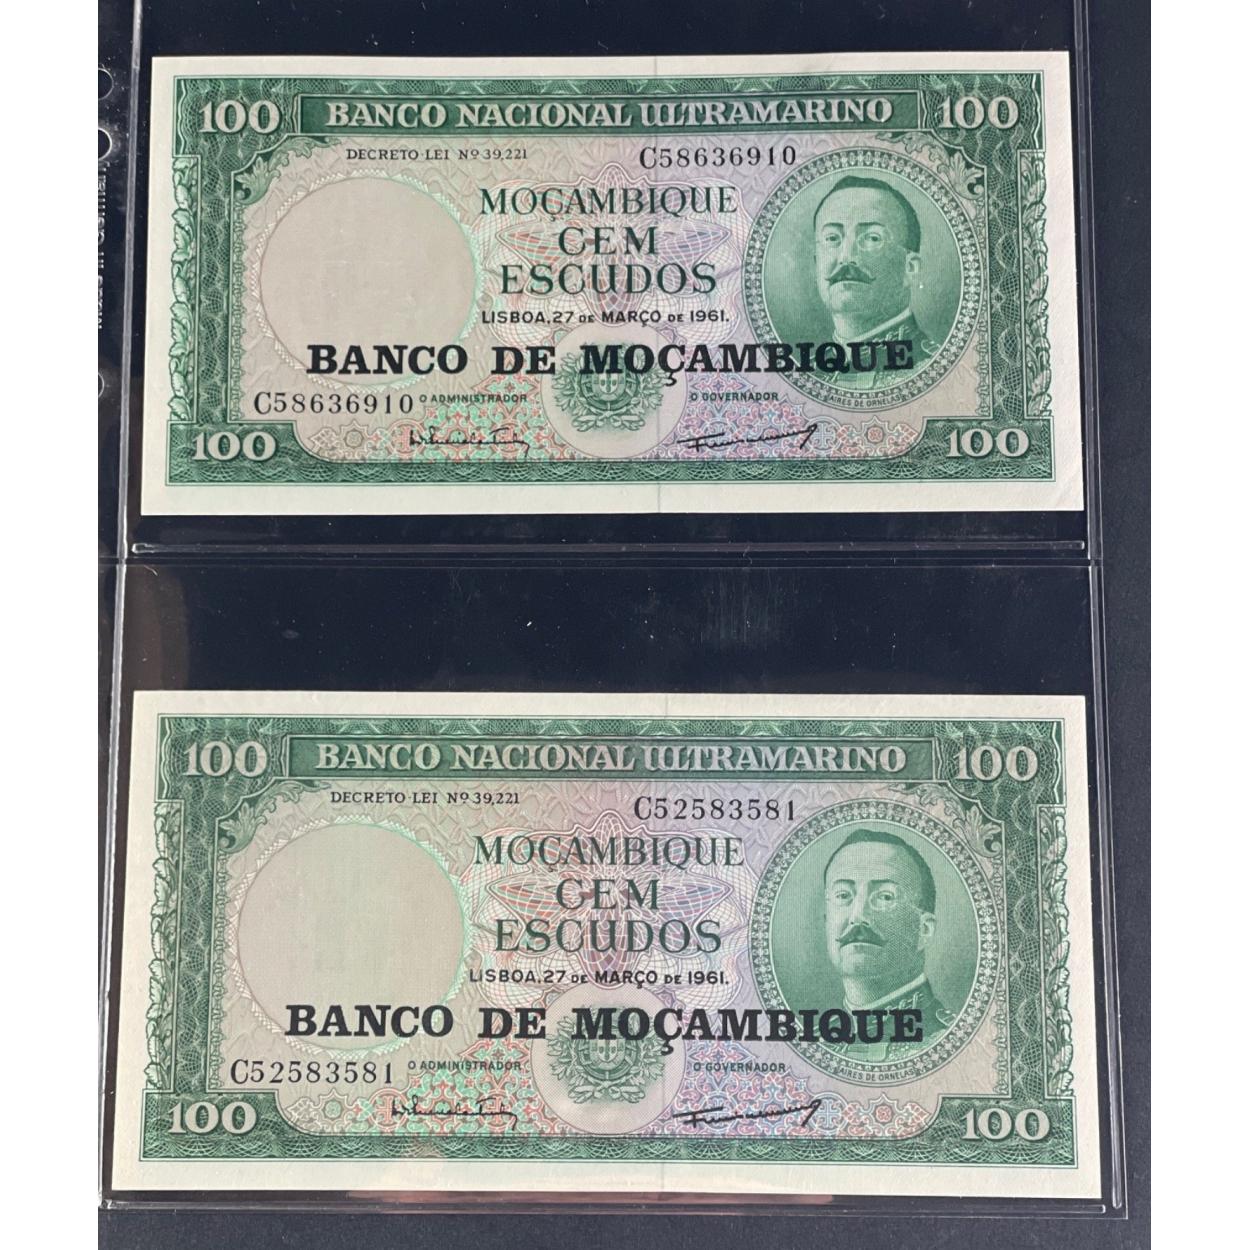 100 BANCO NACIONAL ULTRAMARINO 100
DECRETO-LEI Nº 39,221 C58636910
MOÇAMBIQUE
CEM
ESCUDOS
LISBOA, 27 DE MARÇO DE 1961.
BANCO DE MOÇAMBIQUE
C58636910 O ADMINISTRADOR O GOVERNADOR
AIRES DE ORNELAS
100 100
100 BANCO NACIONAL ULTRAMARINO 100
DECRETO-LEI Nº 39,221 C52583581
MOÇAMBIQUE
CEM
ESCUDOS
LISBOA, 27 DE MARÇO DE 1961.
BANCO DE MOÇAMBIQUE
C52583581 O ADMINISTRADOR O GOVERNADOR
AIRES DE ORNELAS
100 100